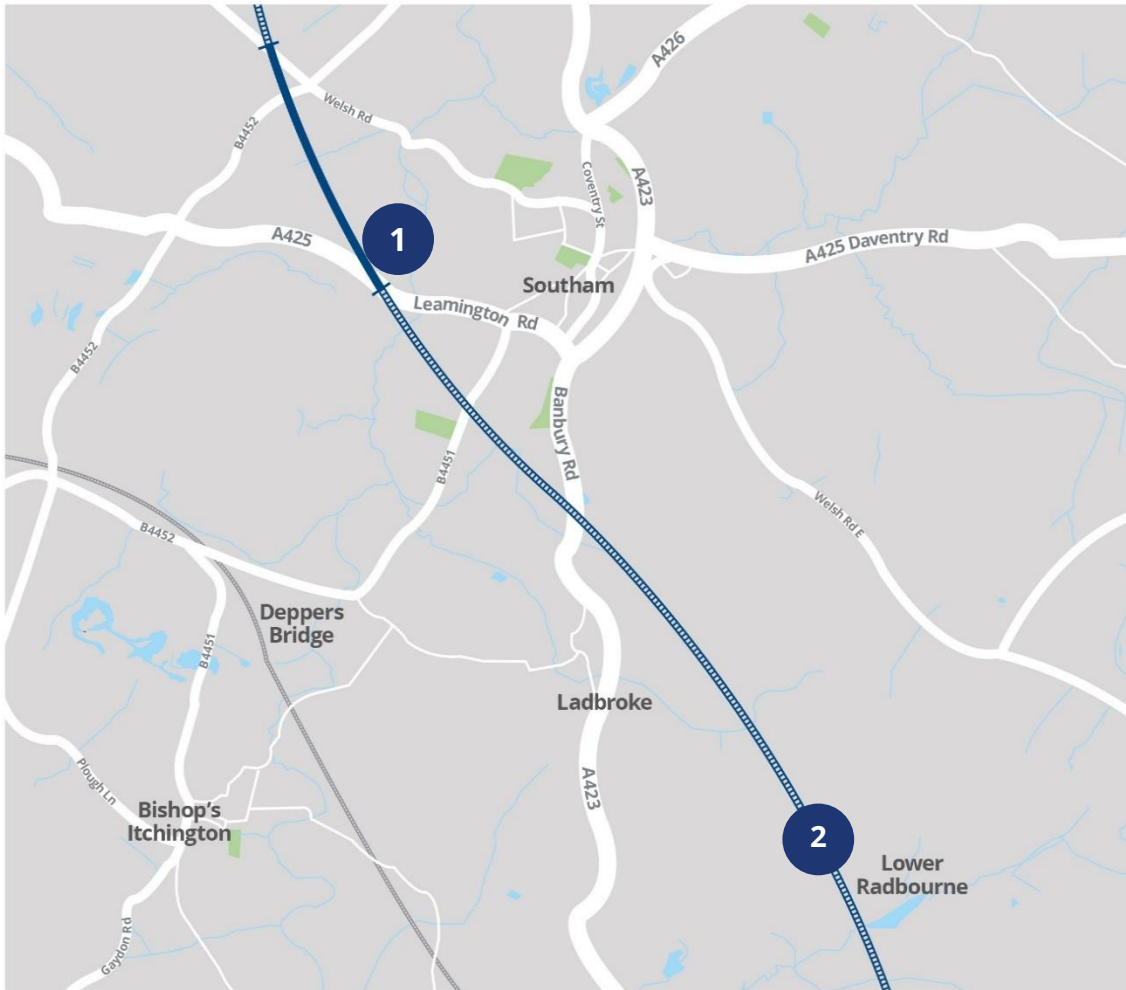 A426
Welsh Rd
B4452
Coventry St
A423
1
A425
A425 Daventry Rd
Southam
Leamington Rd
B4452
Banbury Rd
B4451
Welsh Rd E
B4452
Deppers
Bridge
B4451
Ladbroke
Plough Ln
A423
Bishop's
Itchington
2
Lower
Radbourne
Gaydon Rd